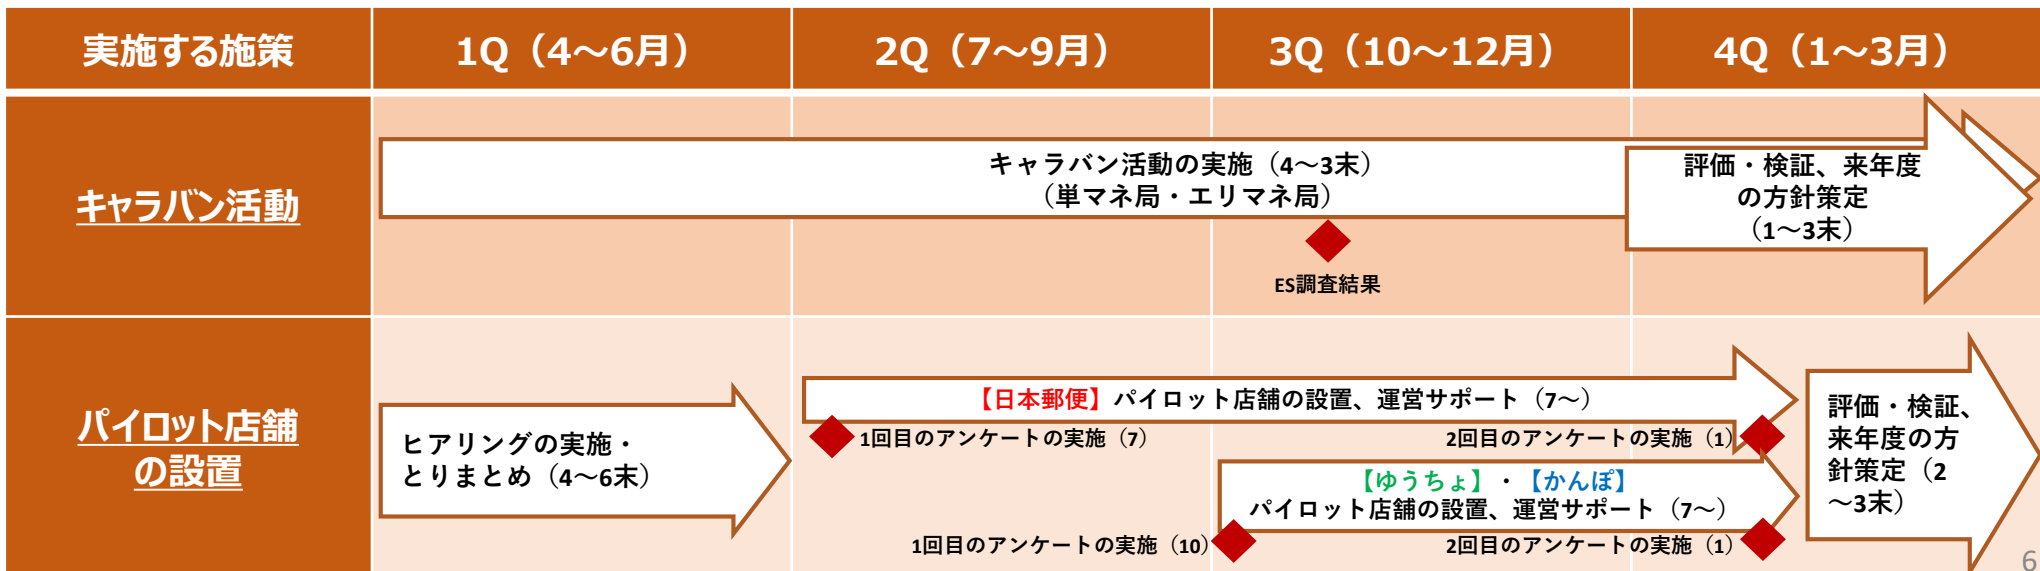 実施する施策
1Q（4～6月）
2Q（7～9月）
3Q（10～12月）
4Q（1～3月）
キャラバン活動
キャラバン活動の実施（4～3末）
（単マネ局・エリマネ局）
評価・検証、来年度
の方針策定
（1～3末）
ES調査結果
パイロット店舗
の設置
ヒアリングの実施・
とりまとめ（4～6末）
【日本郵便】パイロット店舗の設置、運営サポート（7～）
1回目のアンケートの実施（7）
2回目のアンケートの実施（1）
【ゆうちょ】・【かんぽ】
パイロット店舗の設置、運営サポート（7～）
1回目のアンケートの実施（10）
2回目のアンケートの実施（1）
評価・検証、
来年度の方
針策定（2
～3末）
6